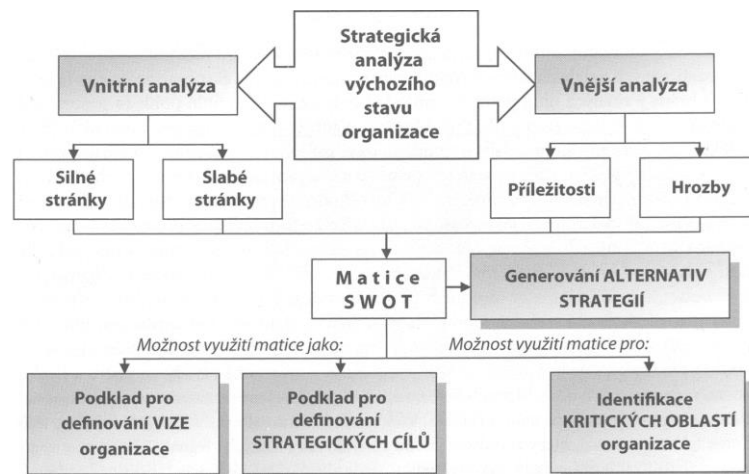 Strategická
analýza
výchozího
stavu
organizace
Vnitřní analýza
Vnější analýza
Silné
stránky
Slabé
stránky
Příležitosti
Hrozby
M a t i c e
SWOT
Generování ALTERNATIV
STRATEGIÍ
Možnost využití matice jako:
Možnost využití matice pro:
Podklad pro
definování VIZE
organizace
Podklad pro
definování
STRATEGICKÝCH CÍLŮ
Identifikace
KRITICKÝCH OBLASTÍ
organizace